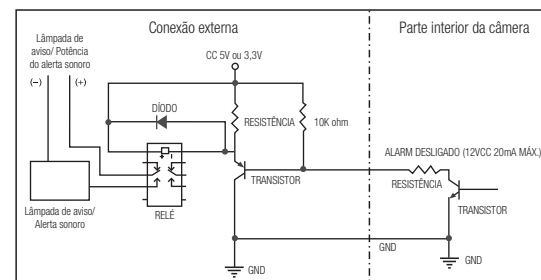 Conexão externa
Parte interior da câmera
Lâmpada de
aviso/ Potência
do alerta sonoro
(–)
(+)
CC 5V ou 3,3V
DÍODO
RESISTÊNCIA
10K ohm
ALARM DESLIGADO (12VCC 20mA MÁX.)
RESISTÊNCIA
TRANSISTOR
TRANSISTOR
Lâmpada de aviso/
Alerta sonoro
RELÉ
GND
GND
GND